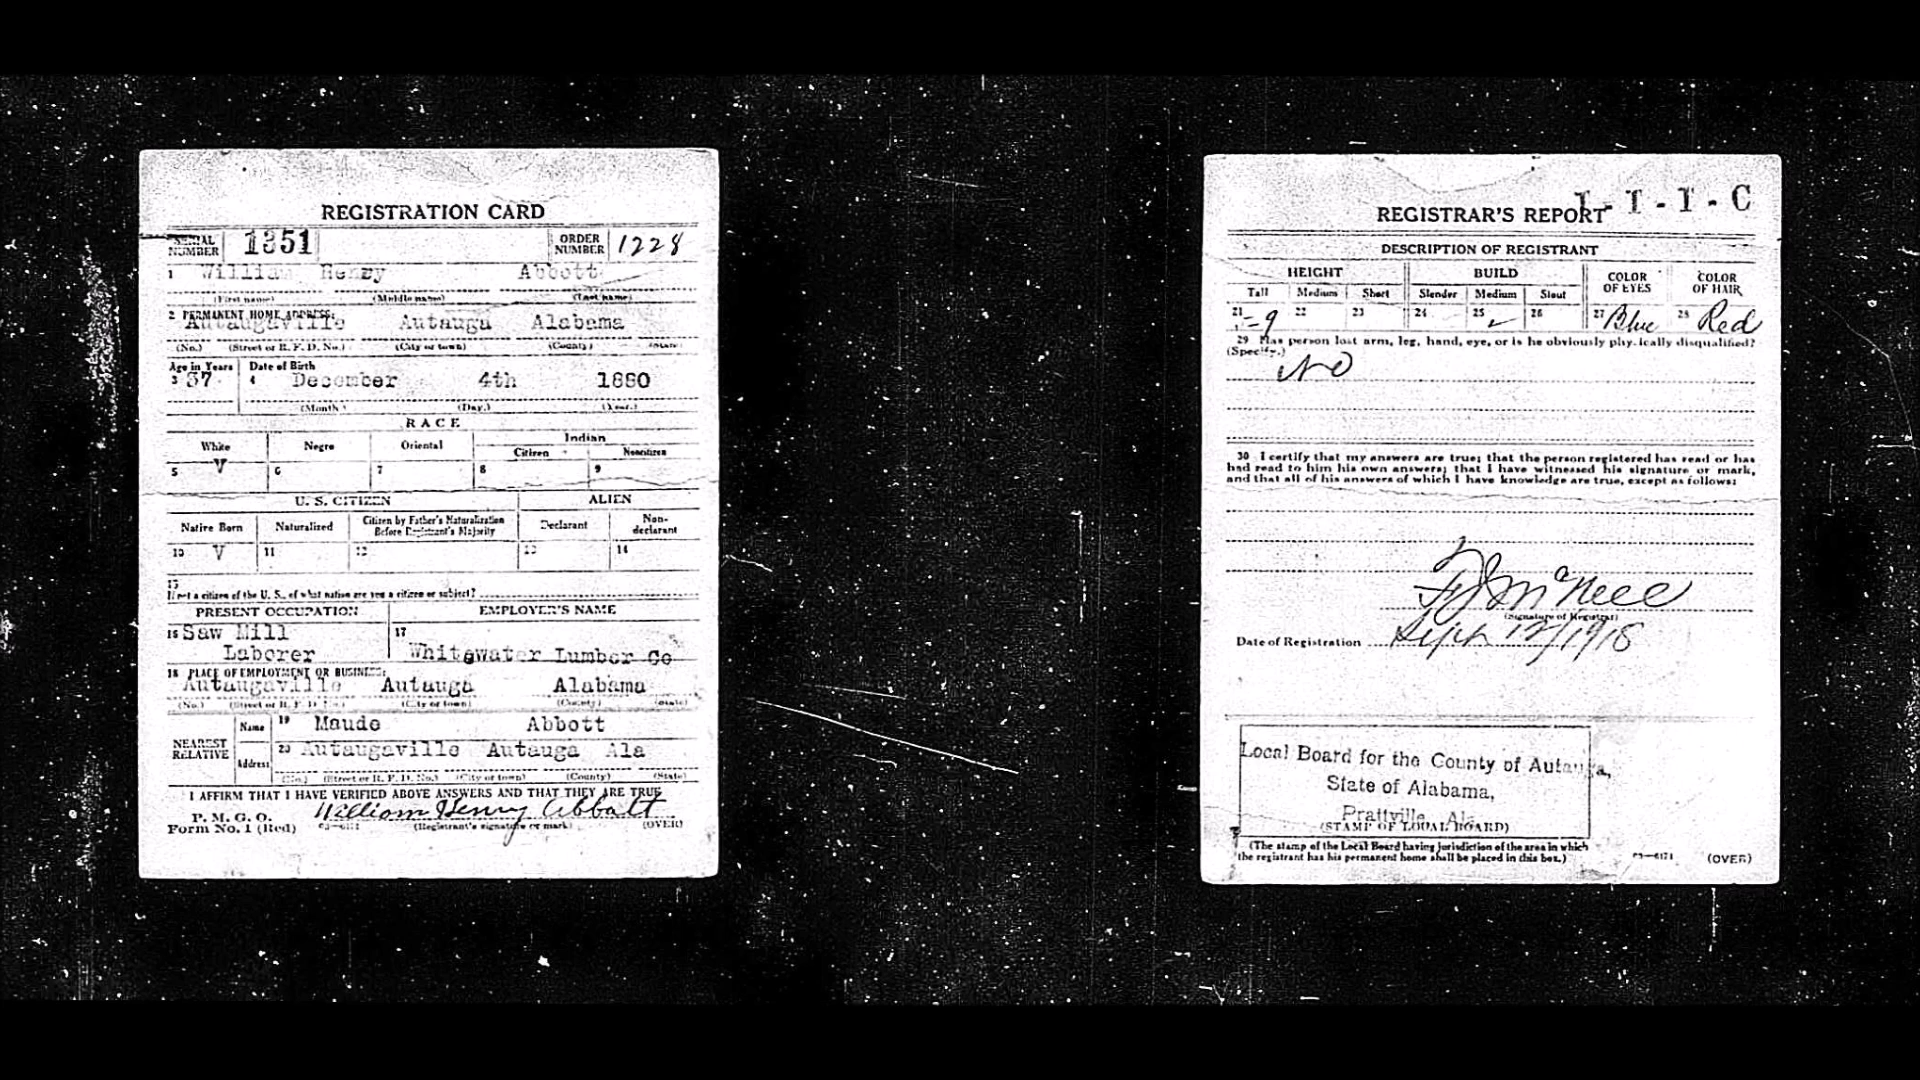 REGISTRATION CARD
SERIAL NUMBER 1351 ORDER NUMBER 1228
1 William Henry Abbott
(First name) (Middle name) (Last name)
2 PERMANENT HOME ADDRESS:
Autaugaville Autauga Alabama
(No.) (Street or R. F. D. No.) (City or town) (County) (State)
Age in Years Date of Birth
3 37 4 December 4th 1880
(Month.) (Day.) (Year.)
RACE
White Negro Oriental Indian
Citizen Noncitizen
5 V 6 7 8 9
U. S. CITIZEN ALIEN
Native Born Naturalized Citizen by Father's Naturalization Before Registrant's Majority Declarant Non-declarant
10 V 11 12 13 14
15
If not a citizen of the U. S., of what nation are you a citizen or subject?
PRESENT OCCUPATION EMPLOYER'S NAME
16 Saw Mill 17
Laborer Whitewater Lumber Co
18 PLACE OF EMPLOYMENT OR BUSINESS:
Autaugaville Autauga Alabama
(No.) (Street or R. F. D. No.) (City or town) (County) (State)
NEAREST RELATIVE Name 19 Maude Abbott
Address 20 Autaugaville Autauga Ala
(No.) (Street or R. F. D. No.) (City or town) (County) (State)
I AFFIRM THAT I HAVE VERIFIED ABOVE ANSWERS AND THAT THEY ARE TRUE
P. M. G. O. William Henry Abbott
Form No. 1 (Red) 03—6171 (Registrant's signature or mark) (OVER)
1-1-1-C
REGISTRAR'S REPORT
DESCRIPTION OF REGISTRANT
HEIGHT BUILD COLOR OF EYES COLOR OF HAIR
Tall Medium Short Slender Medium Stout
21 -9 22 23 24 25 ✓ 26 27 Blue 28 Red
29 Has person lost arm, leg, hand, eye, or is he obviously physically disqualified?
(Specify.)
No
30 I certify that my answers are true; that the person registered has read or has
had read to him his own answers; that I have witnessed his signature or mark,
and that all of his answers of which I have knowledge are true, except as follows:
McNeel
(Signature of Registrar)
Date of Registration Sept 12/1918
Local Board for the County of Autauga,
State of Alabama,
Prattville, Ala.
(STAMP OF LOCAL BOARD)
(The stamp of the Local Board having jurisdiction of the area in which
the registrant has his permanent home shall be placed in this box.)
03—6171 (OVER)